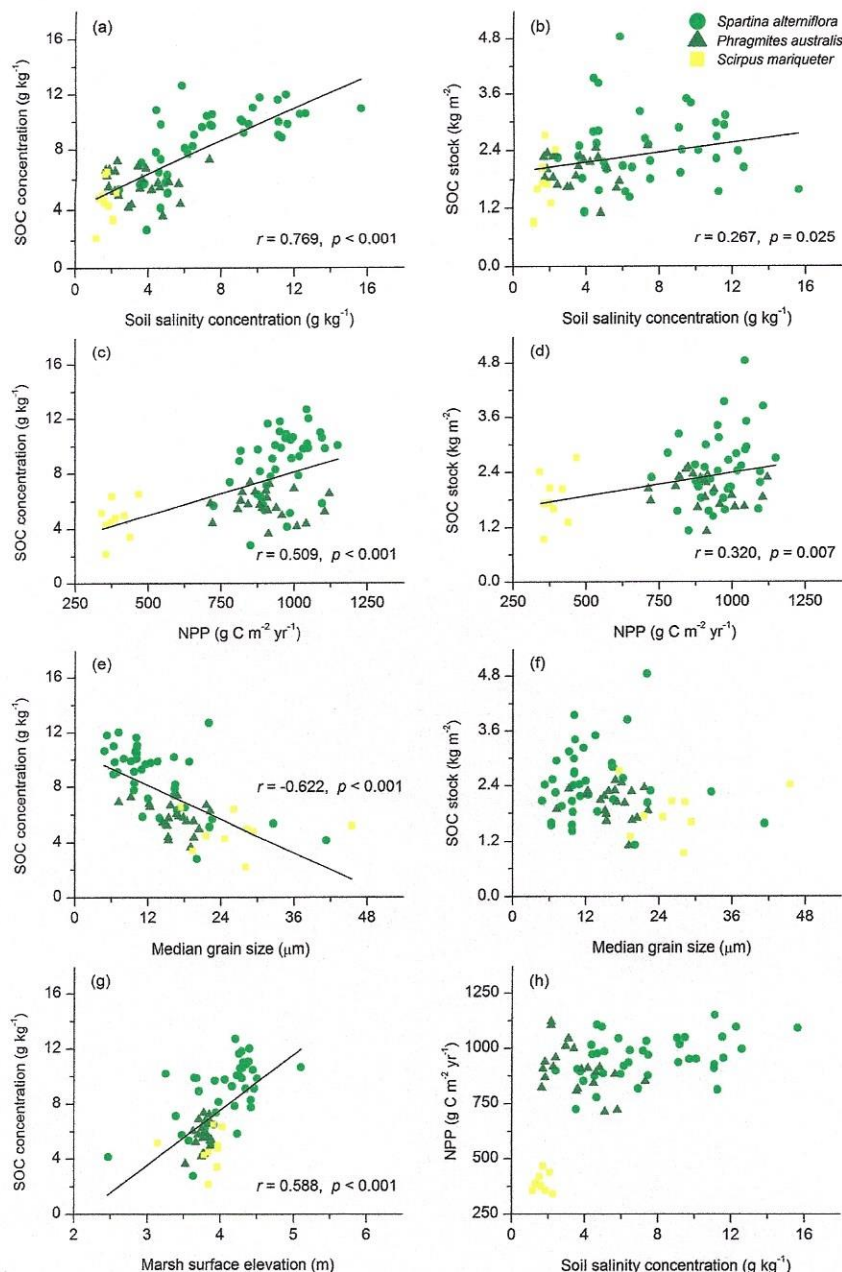 (a)
SOC concentration (g kg⁻¹)
16
12
8
4
0
r = 0.769, p < 0.001
0 4 8 12 16
Soil salinity concentration (g kg⁻¹)
(b)
Spartina alterniflora
Phragmites australis
Scirpus mariqueter
SOC stock (kg m⁻²)
4.8
3.6
2.4
1.2
0.0
r = 0.267, p = 0.025
0 4 8 12 16
Soil salinity concentration (g kg⁻¹)
(c)
SOC concentration (g kg⁻¹)
16
12
8
4
0
r = 0.509, p < 0.001
250 500 750 1000 1250
NPP (g C m⁻² yr⁻¹)
(d)
SOC stock (kg m⁻²)
4.8
3.6
2.4
1.2
0.0
r = 0.320, p = 0.007
250 500 750 1000 1250
NPP (g C m⁻² yr⁻¹)
(e)
SOC concentration (g kg⁻¹)
16
12
8
4
0
r = -0.622, p < 0.001
0 12 24 36 48
Median grain size (μm)
(f)
SOC stock (kg m⁻²)
4.8
3.6
2.4
1.2
0.0
0 12 24 36 48
Median grain size (μm)
(g)
SOC concentration (g kg⁻¹)
16
12
8
4
0
r = 0.588, p < 0.001
2 3 4 5 6
Marsh surface elevation (m)
(h)
NPP (g C m⁻² yr⁻¹)
1250
1000
750
500
250
0 4 8 12 16
Soil salinity concentration (g kg⁻¹)